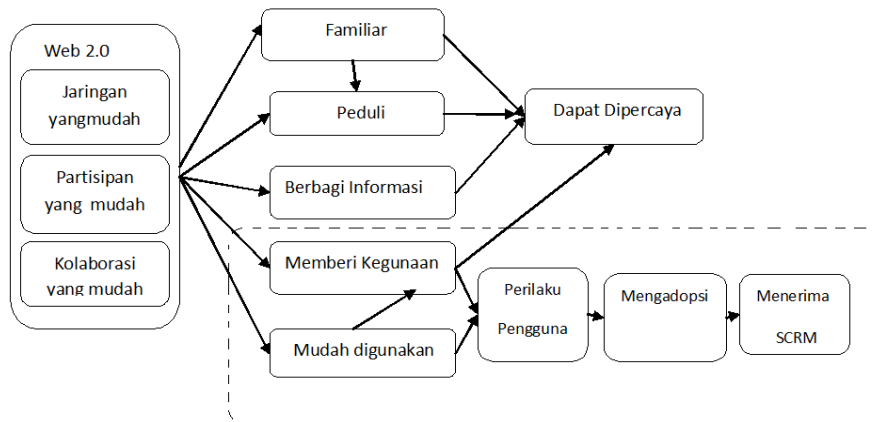 Web 2.0
Jaringan
yangmudah
Partisipan
yang mudah
Kolaborasi
yang mudah
Familiar
Peduli
Berbagi Informasi
Memberi Kegunaan
Mudah digunakan
Dapat Dipercaya
Perilaku
Pengguna
Mengadopsi
Menerima
SCRM